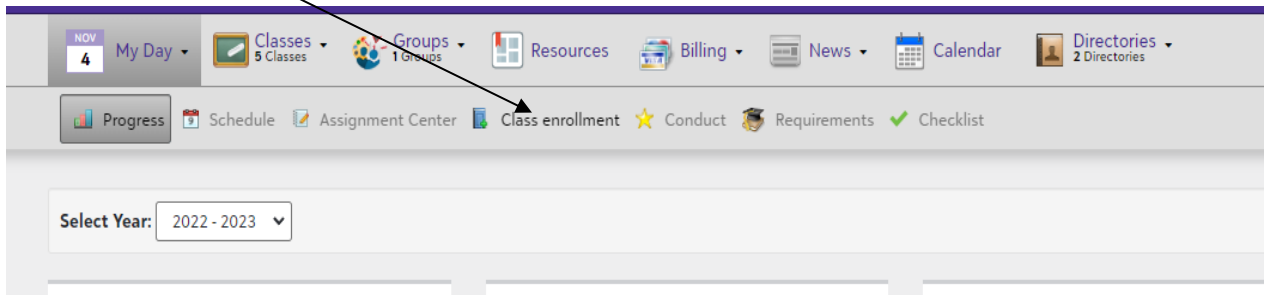 NOV
4
My Day
Classes
5 Classes
Groups
1 Groups
Resources
Billing
News
Calendar
Directories
2 Directories
Progress
9
Schedule
Assignment Center
Class enrollment
Conduct
Requirements
Checklist
Select Year: 2022 - 2023